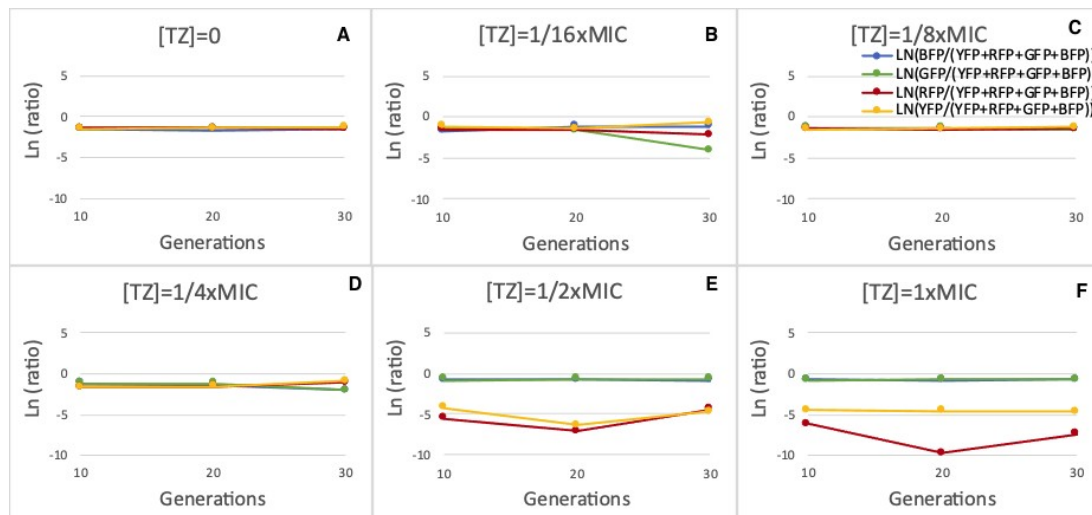 [TZ]=0
A
5
0
-5
-10
Ln (ratio)
10
20
30
Generations
[TZ]=1/16xMIC
B
5
0
-5
-10
Ln (ratio)
10
20
30
Generations
[TZ]=1/8xMIC
C
LN(BFP/(YFP+RFP+GFP+BFP)
LN(GFP/(YFP+RFP+GFP+BFP)
LN(RFP/(YFP+RFP+GFP+BFP)
LN(YFP/(YFP+RFP+GFP+BFP))
5
0
-5
-10
Ln (ratio)
10
20
30
Generations
[TZ]=1/4xMIC
D
5
0
-5
-10
Ln (ratio)
10
20
30
Generations
[TZ]=1/2xMIC
E
5
0
-5
-10
Ln (ratio)
10
20
30
Generations
[TZ]=1xMIC
F
5
0
-5
-10
Ln (ratio)
10
20
30
Generations